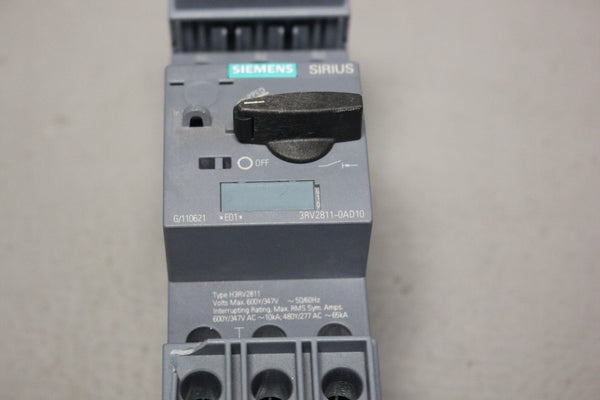 SIEMENS SIRIUS
OFF
G/110621 *E01* 3RV2811-0AD10
Type H3RV2811
Volts Max. 600Y/347V ~ 50/60Hz
Interrupting Rating, Max. RMS Sym. Amps.
600Y/347 AC ~10kA; 480Y/277 AC ~65kA